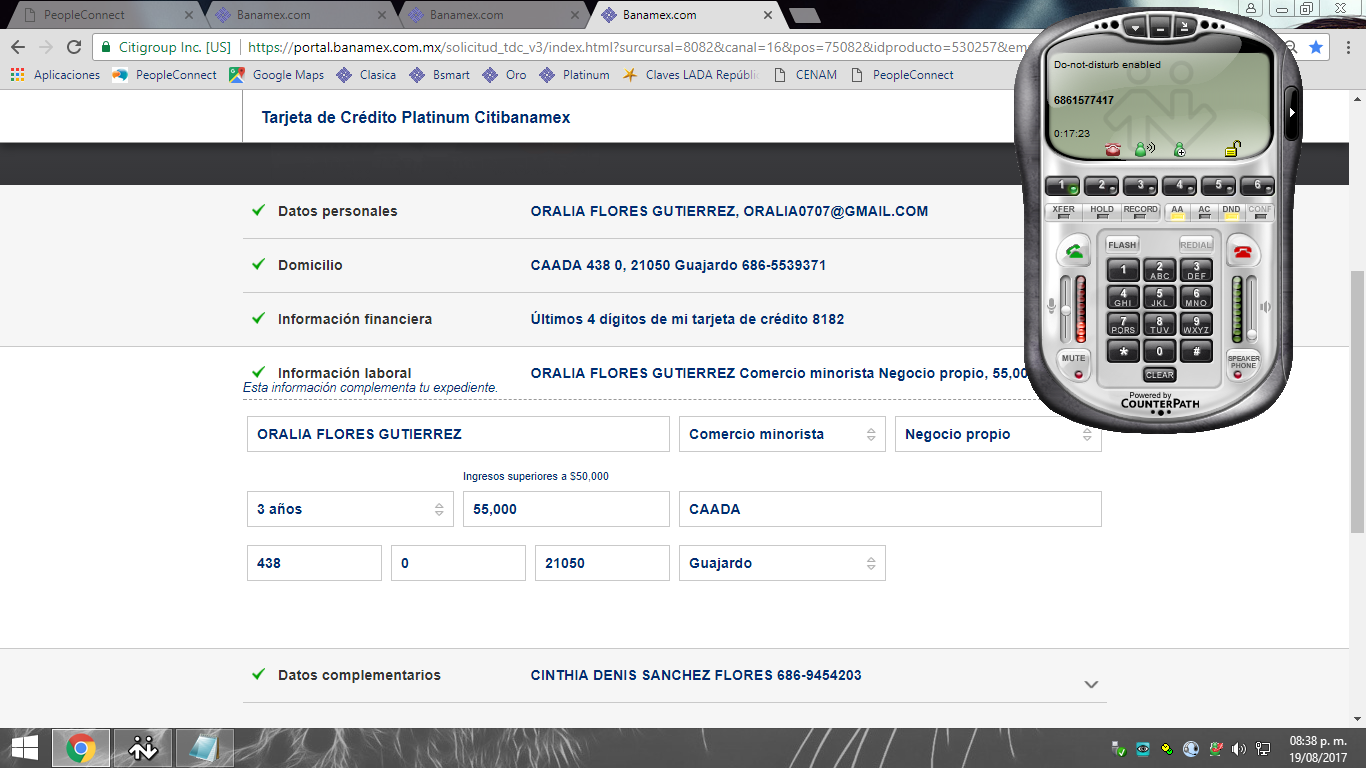 PeopleConnect
Banamex.com
Banamex.com
Banamex.com
Citigroup Inc. [US]
https://portal.banamex.com.mx/solicitud_tdc_v3/index.html?surcursal=8082&canal=16&pos=75082&idproducto=530257&em
Aplicaciones
PeopleConnect
Google Maps
Clasica
Bsmart
Oro
Platinum
Claves LADA Repúbli
CENAM
PeopleConnect
Tarjeta de Crédito Platinum Citibanamex
Datos personales
ORALIA FLORES GUTIERREZ, ORALIA0707@GMAIL.COM
Domicilio
CAADA 438 0, 21050 Guajardo 686-5539371
Información financiera
Últimos 4 dígitos de mi tarjeta de crédito 8182
Información laboral
ORALIA FLORES GUTIERREZ Comercio minorista Negocio propio, 55,00
Esta información complementa tu expediente.
ORALIA FLORES GUTIERREZ
Comercio minorista
Negocio propio
Ingresos superiores a $50,000
3 años
55,000
CAADA
438
0
21050
Guajardo
Datos complementarios
CINTHIA DENIS SANCHEZ FLORES 686-9454203
Do-not-disturb enabled
6861577417
0:17:23
1 2 3 4 5 6
XFER HOLD RECORD AA AC DND CONF
FLASH REDIAL
1 2 ABC 3 DEF
4 GHI 5 JKL 6 MNO
7 PQRS 8 TUV 9 WXYZ
* 0 #
MUTE
CLEAR
SPEAKER PHONE
Powered by
COUNTERPATH
08:38 p. m.
19/08/2017